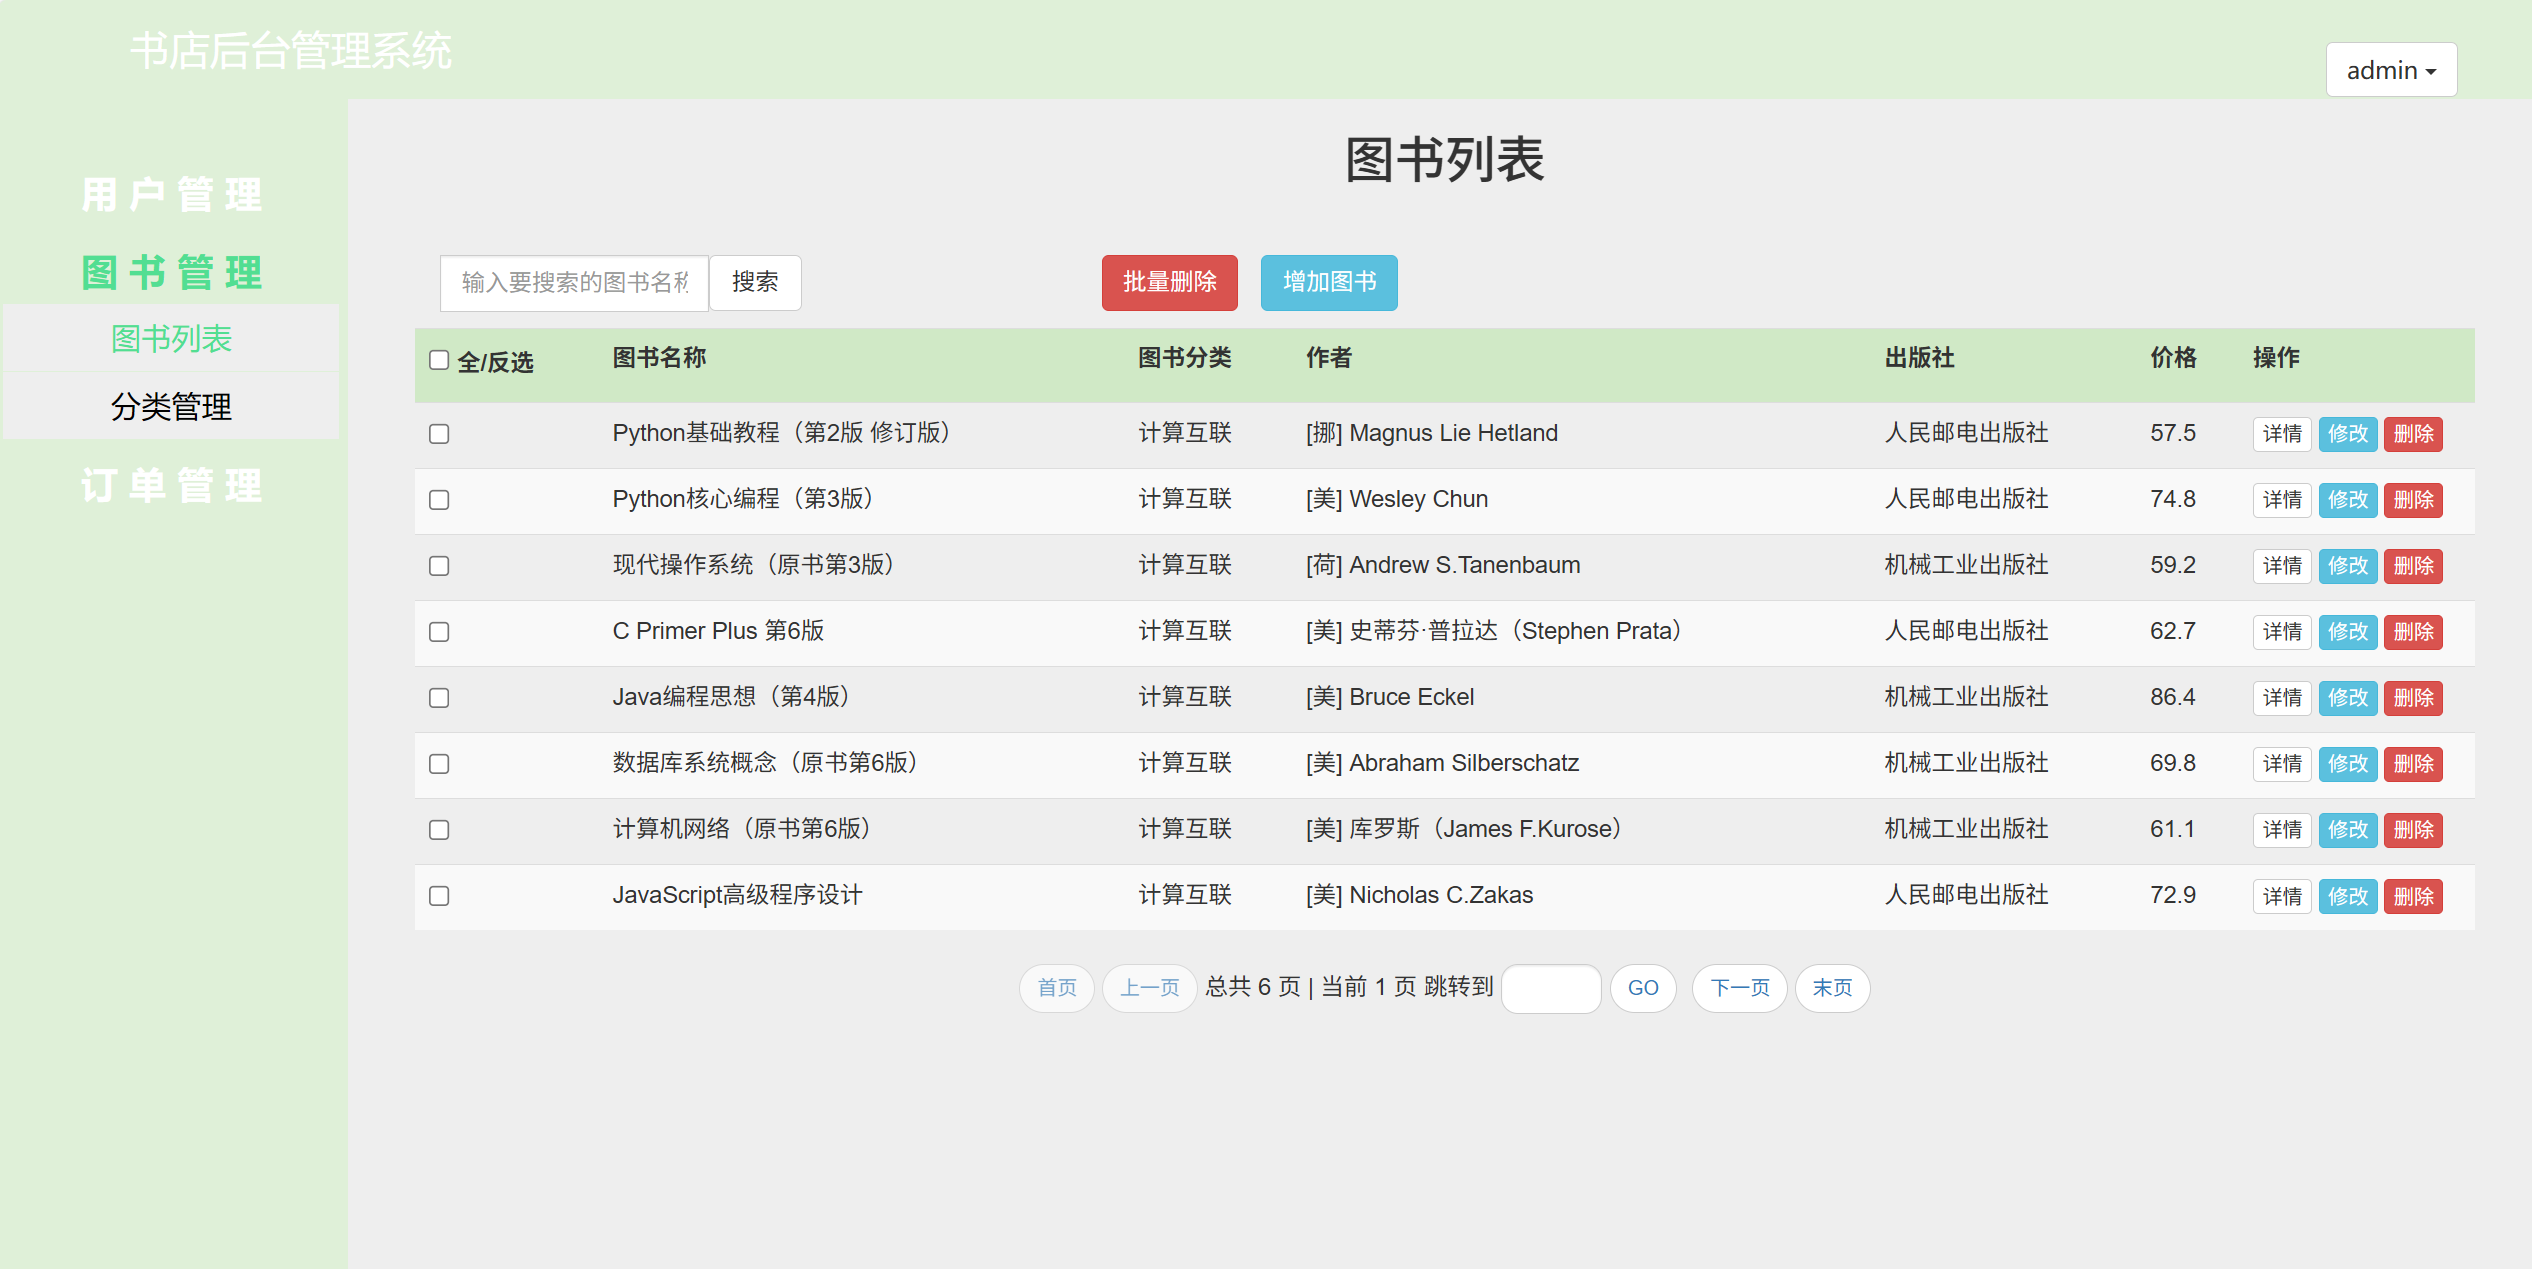 书店后台管理系统
admin
用户管理
图书管理
图书列表
分类管理
订单管理
图书列表
输入要搜索的图书名称 搜索 批量删除 增加图书
全/反选 图书名称 图书分类 作者 出版社 价格 操作
Python基础教程（第2版 修订版） 计算互联 [挪] Magnus Lie Hetland 人民邮电出版社 57.5 详情 修改 删除
Python核心编程（第3版） 计算互联 [美] Wesley Chun 人民邮电出版社 74.8 详情 修改 删除
现代操作系统（原书第3版） 计算互联 [荷] Andrew S.Tanenbaum 机械工业出版社 59.2 详情 修改 删除
C Primer Plus 第6版 计算互联 [美] 史蒂芬·普拉达（Stephen Prata） 人民邮电出版社 62.7 详情 修改 删除
Java编程思想（第4版） 计算互联 [美] Bruce Eckel 机械工业出版社 86.4 详情 修改 删除
数据库系统概念（原书第6版） 计算互联 [美] Abraham Silberschatz 机械工业出版社 69.8 详情 修改 删除
计算机网络（原书第6版） 计算互联 [美] 库罗斯（James F.Kurose） 机械工业出版社 61.1 详情 修改 删除
JavaScript高级程序设计 计算互联 [美] Nicholas C.Zakas 人民邮电出版社 72.9 详情 修改 删除
首页 上一页 总共 6 页 | 当前 1 页 跳转到 GO 下一页 末页